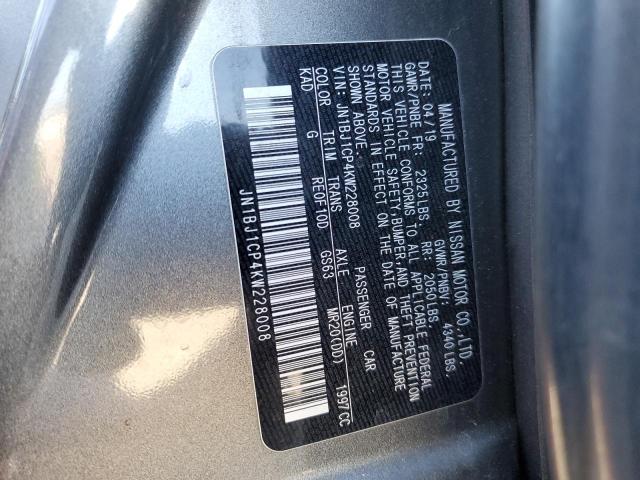 MANUFACTURED BY NISSAN MOTOR CO.,LTD.
DATE: 04/19 GVWR/PNBV: 4340 LBS.
GAWR/PNBE FR: 2325LBS. RR: 2050LBS.
THIS VEHICLE CONFORMS TO ALL APPLICABLE FEDERAL
MOTOR VEHICLE SAFETY, BUMPER, AND THEFT PREVENTION
STANDARDS IN EFFECT ON THE DATE OF MANUFACTURE
SHOWN ABOVE.
VIN: JN1BJ1CP4KW228008 PASSENGER CAR
COLOR TRIM TRANS AXLE ENGINE
KAD G RE0F10D GS63 MR20(DD) 1997CC
JN1BJ1CP4KW228008